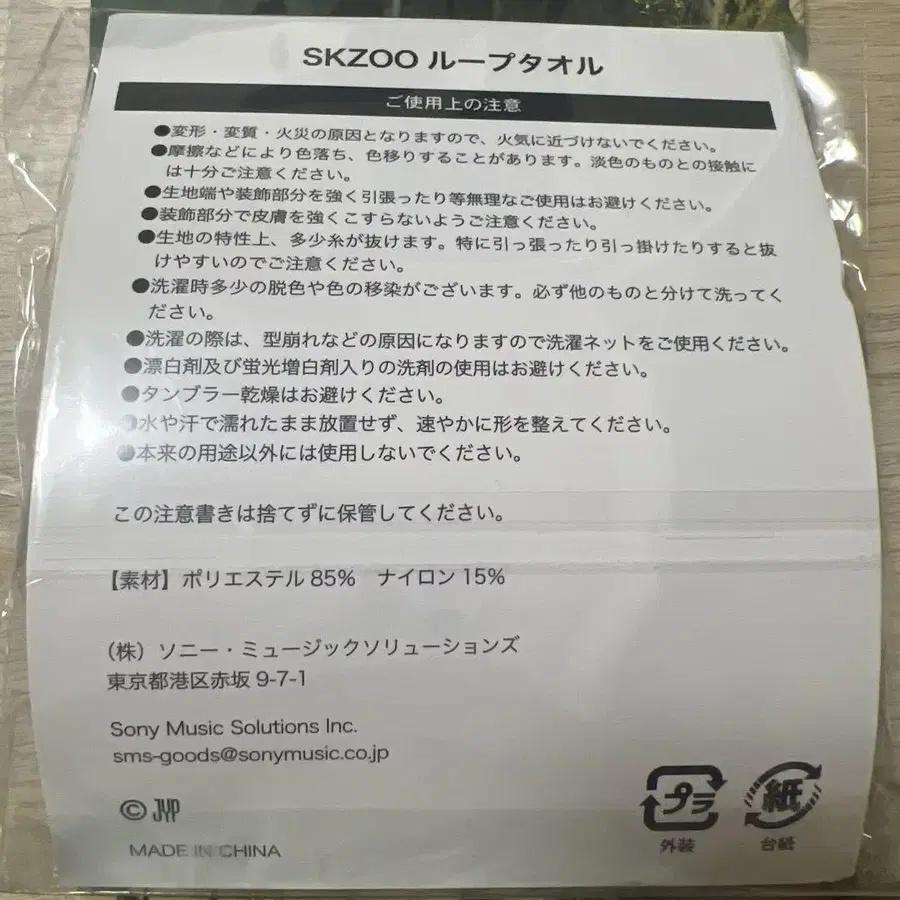 SKZOO ループタオル
ご使用上の注意
●変形・変質・火災の原因となりますので、火気に近づけないでください。
●摩擦などにより色落ち、色移りすることがあります。淡色のものとの接触に
は十分ご注意ください。
●生地端や装飾部分を強く引張ったり等無理なご使用はお避けください。
●装飾部分で皮膚を強くこすらないようご注意ください。
●生地の特性上、多少糸が抜けます。特に引っ張ったり引っ掛けたりすると抜
けやすいのでご注意ください。
●洗濯時多少の脱色や色の移染がございます。必ず他のものと分けて洗ってく
ださい。
●洗濯の際は、型崩れなどの原因になりますので洗濯ネットをご使用ください。
●漂白剤及び蛍光増白剤入りの洗剤の使用はお避けください。
●タンブラー乾燥はお避けください。
●水や汗で濡れたまま放置せず、速やかに形を整えてください。
●本来の用途以外には使用しないでください。
この注意書きは捨てずに保管してください。
【素材】ポリエステル 85% ナイロン 15%
（株）ソニー・ミュージックソリューションズ
東京都港区赤坂 9-7-1
Sony Music Solutions Inc.
sms-goods@sonymusic.co.jp
© JYP
プラ 紙
外装 台紙
MADE IN CHINA